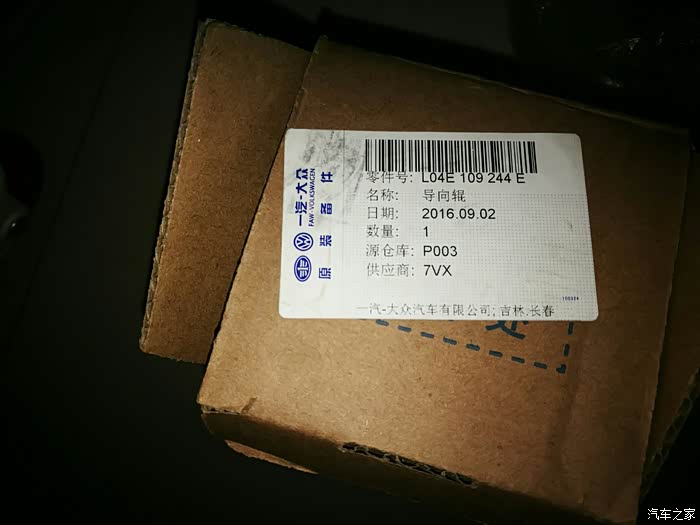 一汽-大众
FAW-VOLKSWAGEN
原装备件
零件号: L04E 109 244 E
名称: 导向辊
日期: 2016.09.02
数量: 1
源仓库: P003
供应商: 7VX
一汽-大众汽车有限公司; 吉林.长春
汽车之家